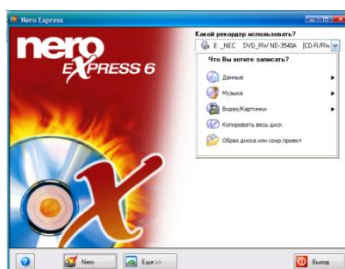 Nero Express
nero
EXPRESS 6
Какой рекордер использовать?
E: _NEC DVD_RW ND-3540A [CD-R/RW
Что Вы хотите записать?
Данные
Музыка
Видео/Картинки
Копировать весь диск
Образ диска или сохр.проект
Nero
Еще >>
Выход